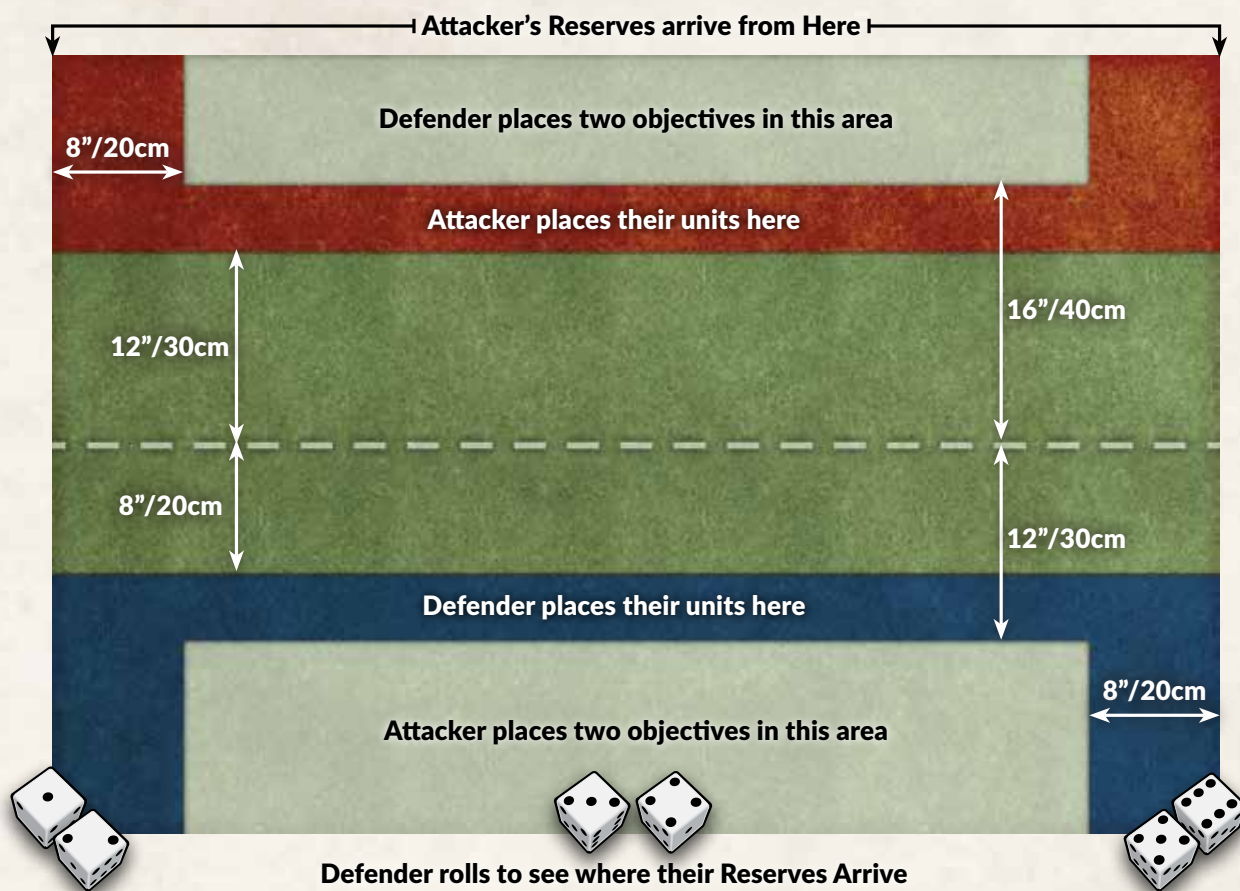 Attacker’s Reserves arrive from Here
Defender places two objectives in this area
8”/20cm
Attacker places their units here
16”/40cm
12”/30cm
8”/20cm
12”/30cm
Defender places their units here
8”/20cm
Attacker places two objectives in this area
Defender rolls to see where their Reserves Arrive